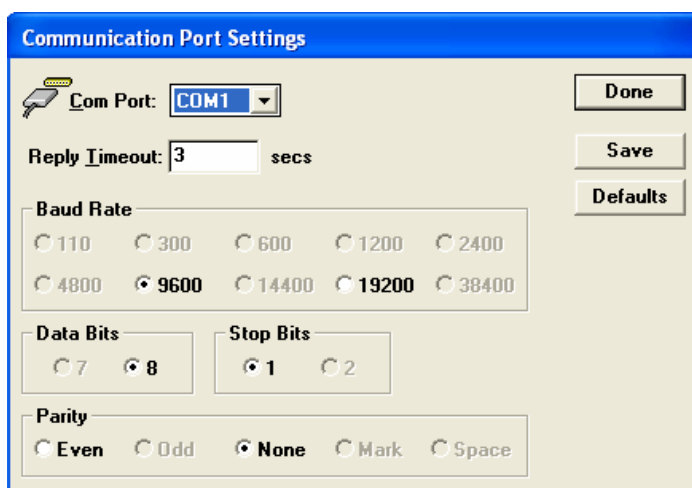 Communication Port Settings
Com Port: COM1
Done
Reply Timeout: 3 secs
Save
Defaults
Baud Rate
110 300 600 1200 2400
4800 9600 14400 19200 38400
Data Bits
7 8
Stop Bits
1 2
Parity
Even Odd None Mark Space